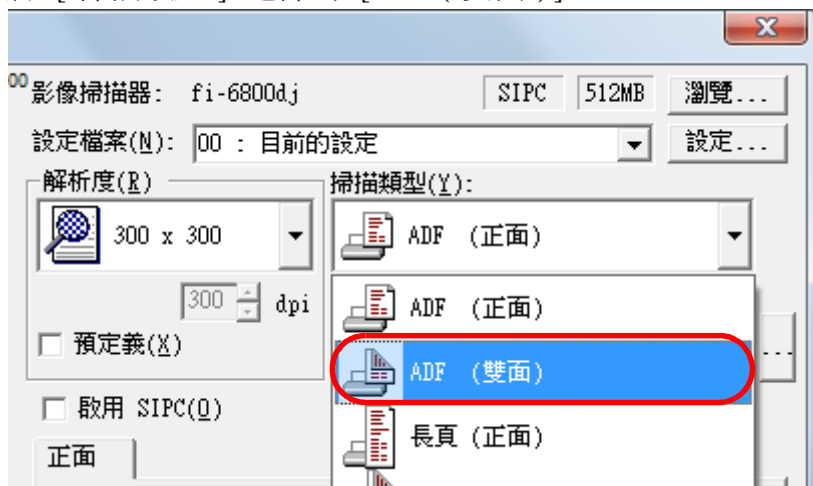 00
影像掃描器: fi-6800dj SIPC 512MB 瀏覽...
設定檔案(N): 00 : 目前的設定 設定...
解析度(R) 掃描類型(Y):
300 x 300 ADF (正面)
300 dpi ADF (正面)
預定義(X) ADF (雙面) ...
啟用 SIPC(O) 長頁 (正面)
正面